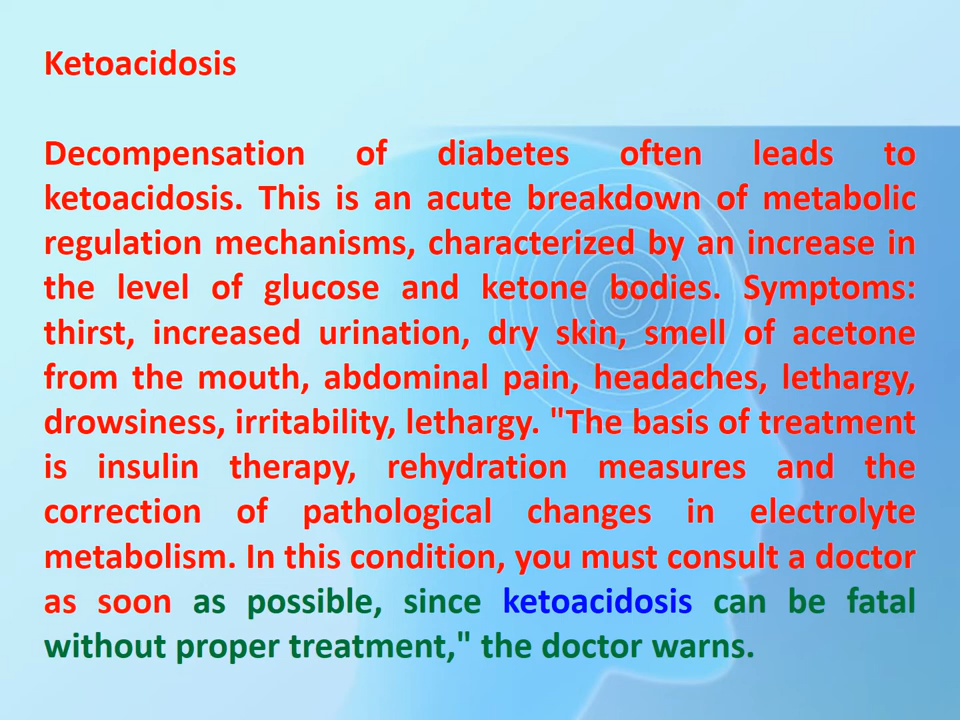 Ketoacidosis
Decompensation of diabetes often leads to
ketoacidosis. This is an acute breakdown of metabolic
regulation mechanisms, characterized by an increase in
the level of glucose and ketone bodies. Symptoms:
thirst, increased urination, dry skin, smell of acetone
from the mouth, abdominal pain, headaches, lethargy,
drowsiness, irritability, lethargy. "The basis of treatment
is insulin therapy, rehydration measures and the
correction of pathological changes in electrolyte
metabolism. In this condition, you must consult a doctor
as soon as possible, since ketoacidosis can be fatal
without proper treatment," the doctor warns.